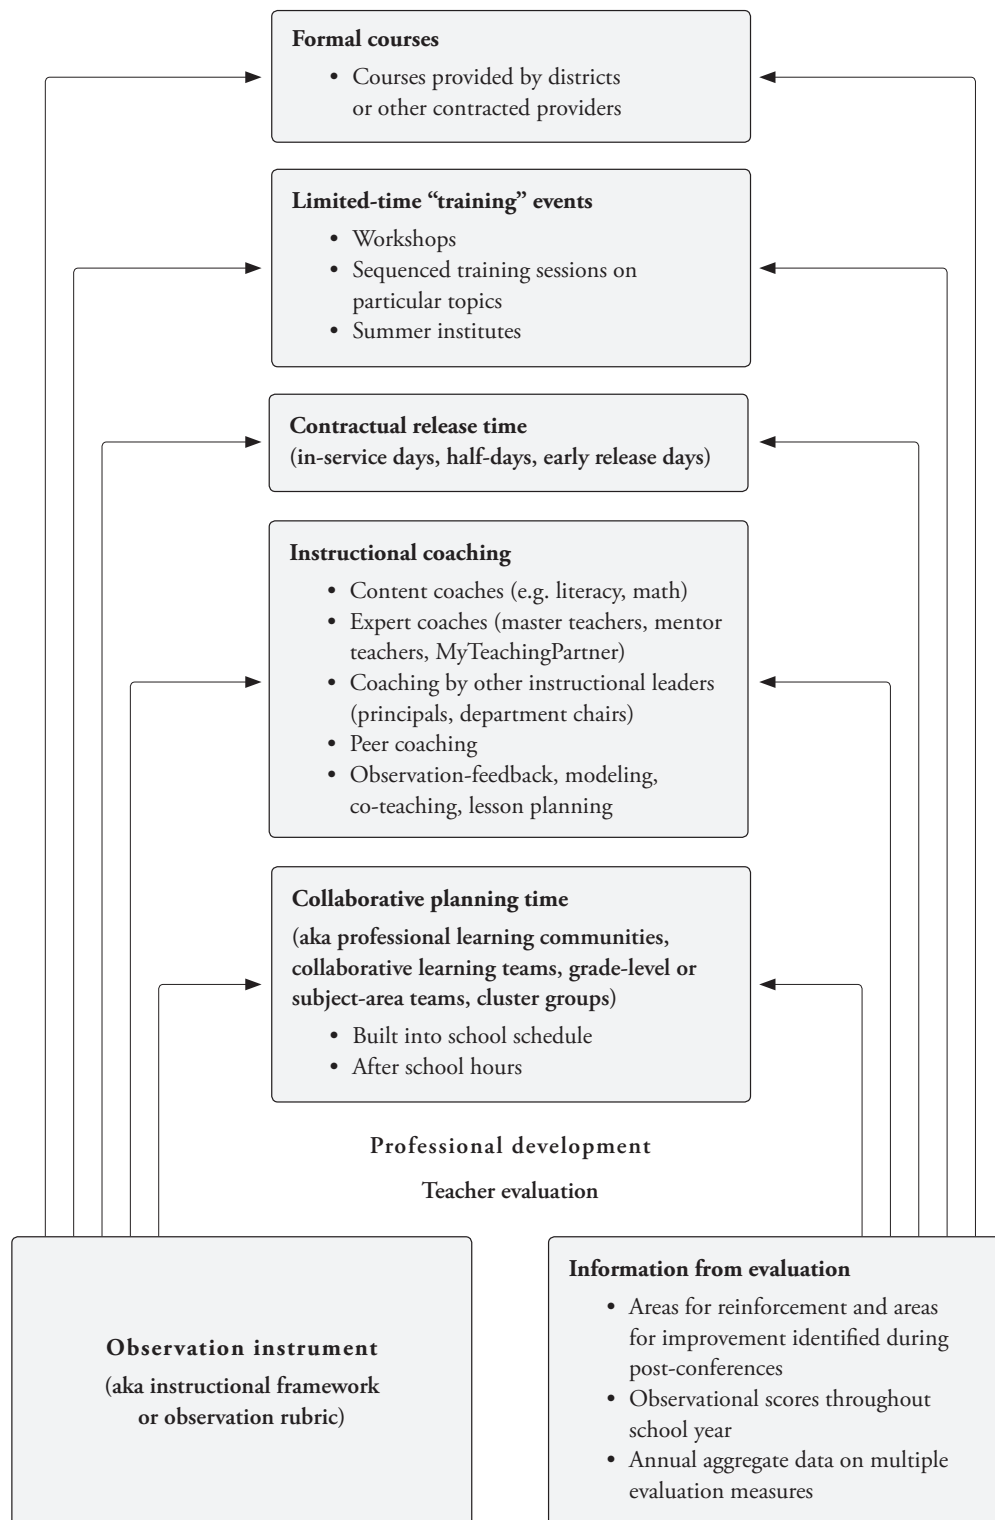 Formal courses
• Courses provided by districts
or other contracted providers
Limited-time “training” events
• Workshops
• Sequenced training sessions on
particular topics
• Summer institutes
Contractual release time
(in-service days, half-days, early release days)
Instructional coaching
• Content coaches (e.g. literacy, math)
• Expert coaches (master teachers, mentor
teachers, MyTeachingPartner)
• Coaching by other instructional leaders
(principals, department chairs)
• Peer coaching
• Observation-feedback, modeling,
co-teaching, lesson planning
Collaborative planning time
(aka professional learning communities,
collaborative learning teams, grade-level or
subject-area teams, cluster groups)
• Built into school schedule
• After school hours
Professional development
Teacher evaluation
Observation instrument
(aka instructional framework
or observation rubric)
Information from evaluation
• Areas for reinforcement and areas
for improvement identified during
post-conferences
• Observational scores throughout
school year
• Annual aggregate data on multiple
evaluation measures